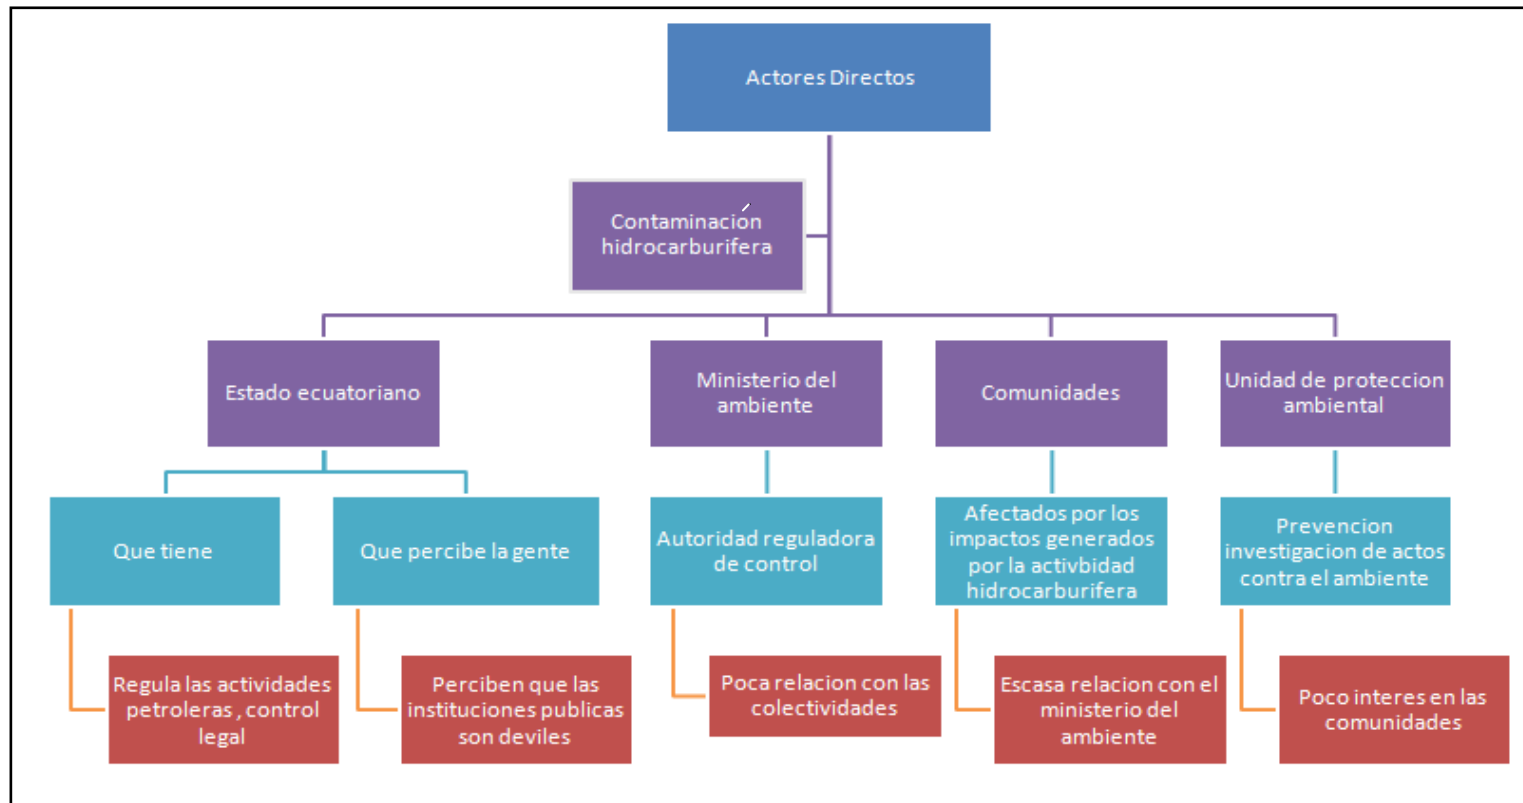 Actores Directos
Contaminación
hidrocarburifera
Estado ecuatoriano
Ministerio del
ambiente
Comunidades
Unidad de proteccion
ambiental
Que tiene
Que percibe la gente
Autoridad reguladora
de control
Afectados por los
impactos generados
por la activbidad
hidrocarburifera
Prevencion
investigacion de actos
contra el ambiente
Regula las actividades
petroleras , control
legal
Perciben que las
instituciones publicas
son deviles
Poca relacion con las
colectividades
Escasa relacion con el
ministerio del
ambiente
Poco interes en las
comunidades